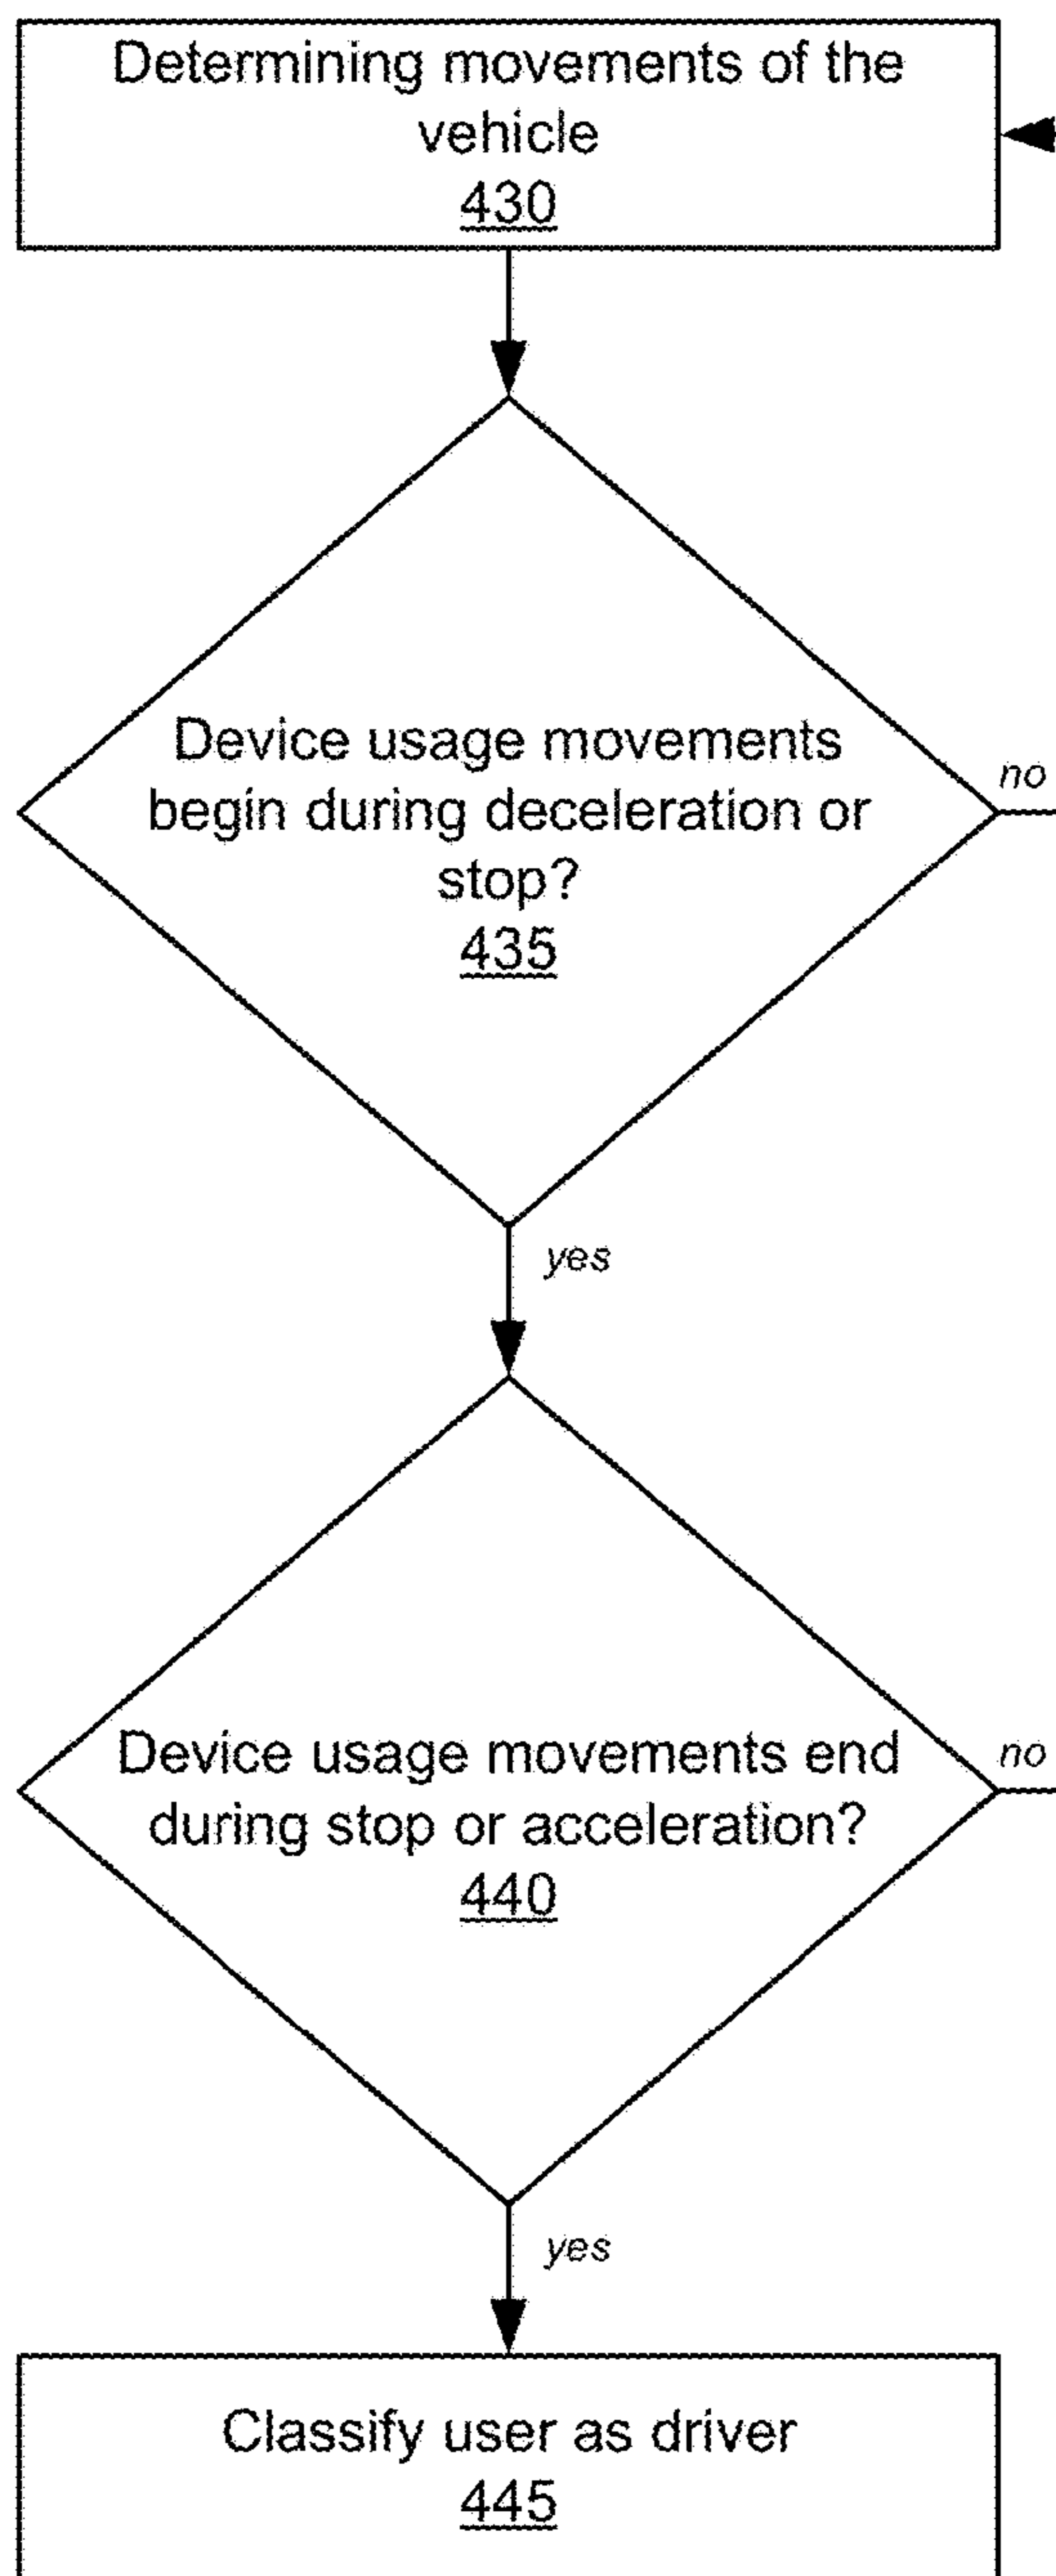 Determining movements of the
vehicle
430
Device usage movements
begin during deceleration or
stop?
435
no
yes
Device usage movements end
during stop or acceleration?
440
no
yes
Classify user as driver
445